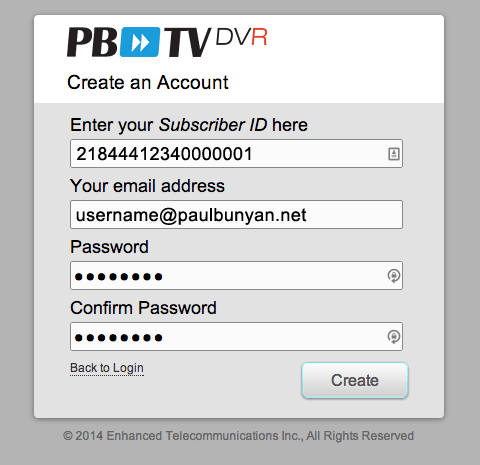 PB TV DVR
Create an Account
Enter your Subscriber ID here
21844412340000001
Your email address
username@paulbunyan.net
Password
••••••••
Confirm Password
••••••••
Back to Login
Create
© 2014 Enhanced Telecommunications Inc., All Rights Reserved